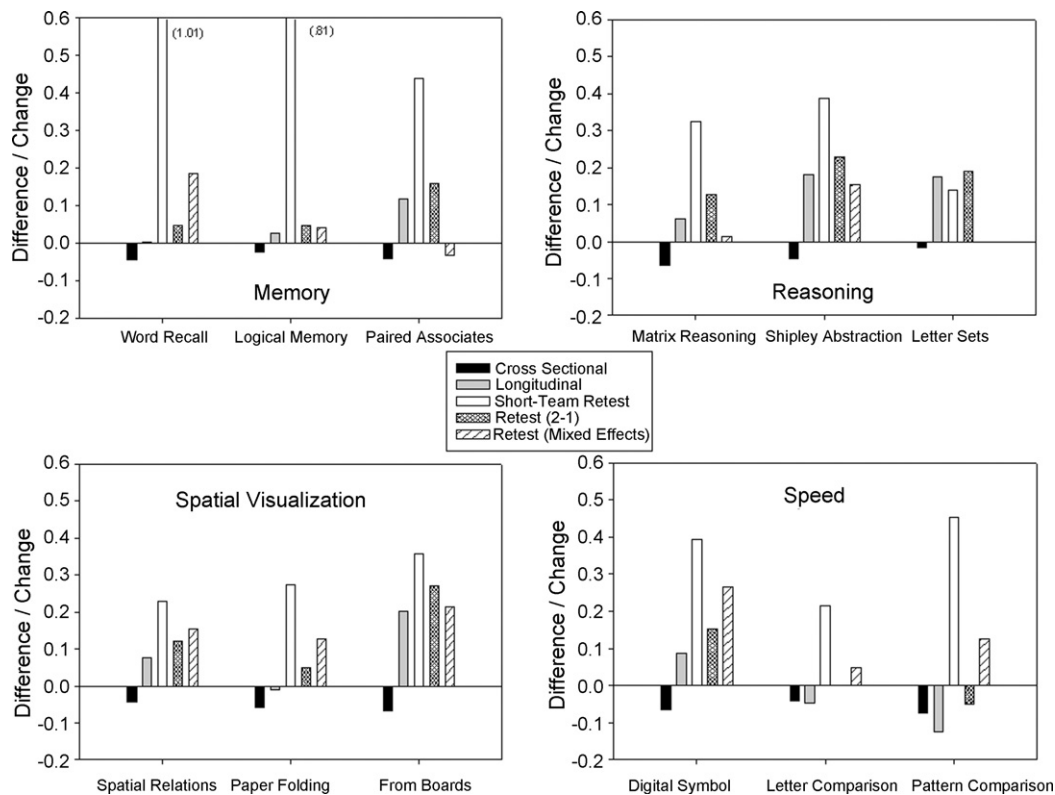 0.6
0.5
0.4
0.3
0.2
0.1
0.0
-0.1
-0.2
Difference / Change
(1.01)
(.81)
Memory
Word Recall Logical Memory Paired Associates
0.6
0.5
0.4
0.3
0.2
0.1
0.0
-0.1
-0.2
Difference / Change
Reasoning
Matrix Reasoning Shipley Abstraction Letter Sets
Cross Sectional
Longitudinal
Short-Team Retest
Retest (2-1)
Retest (Mixed Effects)
0.6
0.5
0.4
0.3
0.2
0.1
0.0
-0.1
-0.2
Difference / Change
Spatial Visualization
Spatial Relations Paper Folding From Boards
0.6
0.5
0.4
0.3
0.2
0.1
0.0
-0.1
-0.2
Difference / Change
Speed
Digital Symbol Letter Comparison Pattern Comparison